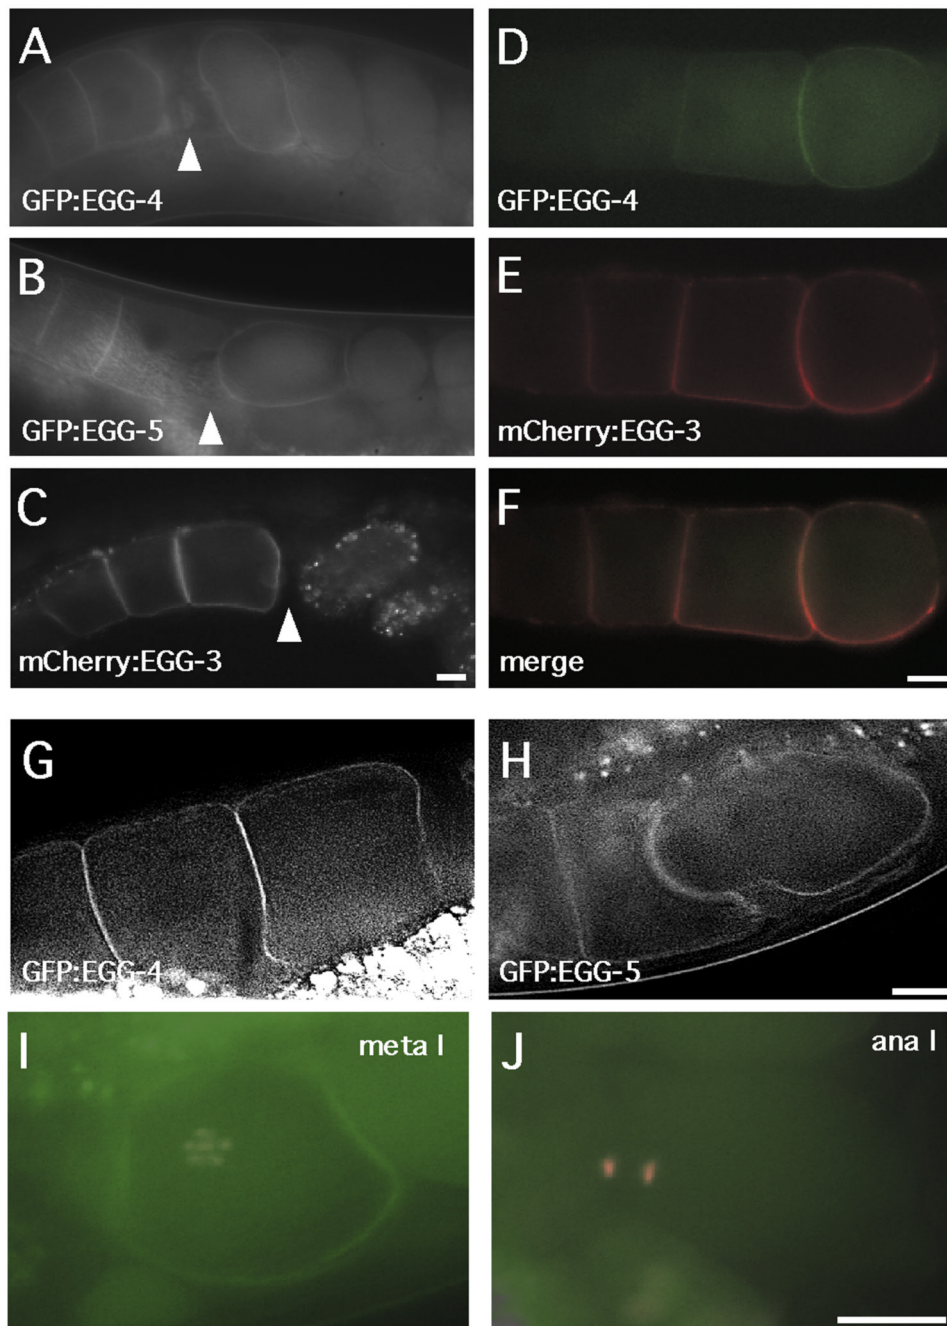 A
GFP:EGG-4
B
GFP:EGG-5
C
mCherry:EGG-3
D
GFP:EGG-4
E
mCherry:EGG-3
F
merge
G
GFP:EGG-4
H
GFP:EGG-5
I
meta I
J
ana I